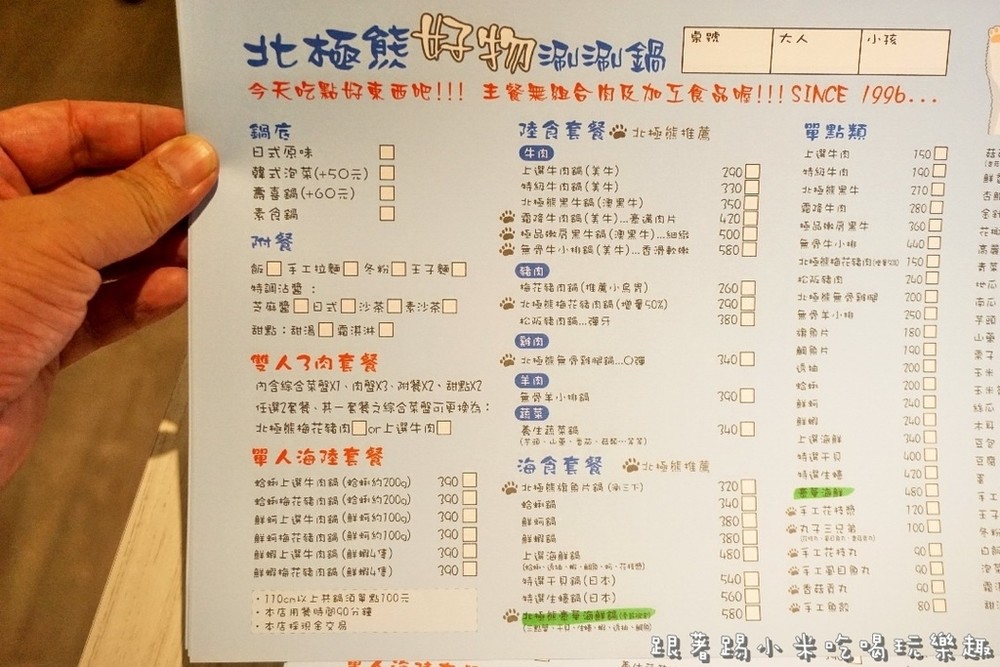 北極熊好物涮涮鍋
桌號 大人 小孩
今天吃點好東西吧!!! 主餐無組合肉及加工食品喔!!! SINCE 1996...
鍋底
日式原味
韓式泡菜(+50元)
壽喜鍋(+60元)
素食鍋
附餐
飯 手工拉麵 冬粉 王子麵
特調沾醬：
芝麻醬 日式 沙茶 素沙茶
甜點：甜湯 霜淇淋
雙人3肉套餐
內含綜合菜盤X1、肉盤X3、附餐X2、甜點X2
任選2套餐、其一套餐之綜合菜盤可更換為：
北極熊梅花豬肉 or上選牛肉
單人海陸套餐
蛤蜊上選牛肉鍋(蛤蜊約200g) 390
蛤蜊梅花豬肉鍋(蛤蜊約200g) 390
鮮蚵上選牛肉鍋(鮮蚵約100g) 390
鮮蚵梅花豬肉鍋(鮮蚵約100g) 390
鮮蝦上選牛肉鍋(鮮蝦4隻) 390
鮮蝦梅花豬肉鍋(鮮蝦4隻) 390
・110cm以上共鍋須單點100元
・本店用餐時間90分鐘
・本店採現金交易
陸食套餐 北極熊推薦
牛肉
上選牛肉鍋(美牛) 290
特級牛肉鍋(美牛) 330
北極熊黑牛鍋(澳黑牛) 350
霜降牛肉鍋(美牛)...豪邁肉片 420
極品嫩肩黑牛鍋(澳黑牛)...細緻 500
無骨牛小排鍋(美牛)...香滑軟嫩 580
豬肉
梅花豬肉鍋(推薦小鳥胃) 260
北極熊梅花豬肉鍋(增量50%) 290
松阪豬肉鍋...彈牙 380
雞肉
北極熊無骨雞腿鍋...Q彈 340
羊肉
無骨羊小排鍋 390
蔬菜
養生蔬菜鍋 340
海食套餐 北極熊推薦
北極熊鯛魚片鍋(涮三下) 320
蛤蜊鍋 340
鮮蚵鍋 380
鮮蝦鍋 380
上選海鮮鍋 480
特選干貝鍋(日本) 540
特選生蠔鍋(日本) 560
北極熊豪華海鮮鍋 580
單點類
上選牛肉 150
特級牛肉 190
北極熊黑牛 210
霜降牛肉 280
極品嫩肩黑牛 360
無骨牛小排 440
北極熊梅花豬肉 150
松阪豬肉 240
北極熊無骨雞腿 200
無骨羊小排 250
鯛魚片 180
鯛魚片 190
透抽 200
蛤蜊 200
鮮蚵 240
鮮蝦 240
上選海鮮 340
特選干貝 400
特選生蠔 420
豪華海鮮 480
手工花枝漿 120
丸子三兄弟 100
手工花枝丸 90
手工蛋白魚丸 90
香菇貢丸 90
手工魚餃 80
跟著踢小米吃喝玩樂趣